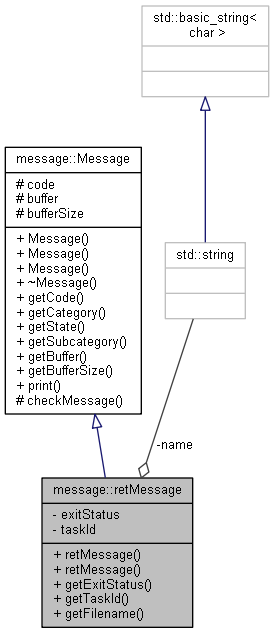 std::basic_string<
char >
message::Message
# code
# buffer
# bufferSize
+ Message()
+ Message()
+ Message()
+ ~Message()
+ getCode()
+ getCategory()
+ getState()
+ getSubcategory()
+ getBuffer()
+ getBufferSize()
+ print()
# checkMessage()
std::string
-name
message::retMessage
- exitStatus
- taskId
+ retMessage()
+ retMessage()
+ getExitStatus()
+ getTaskId()
+ getFilename()